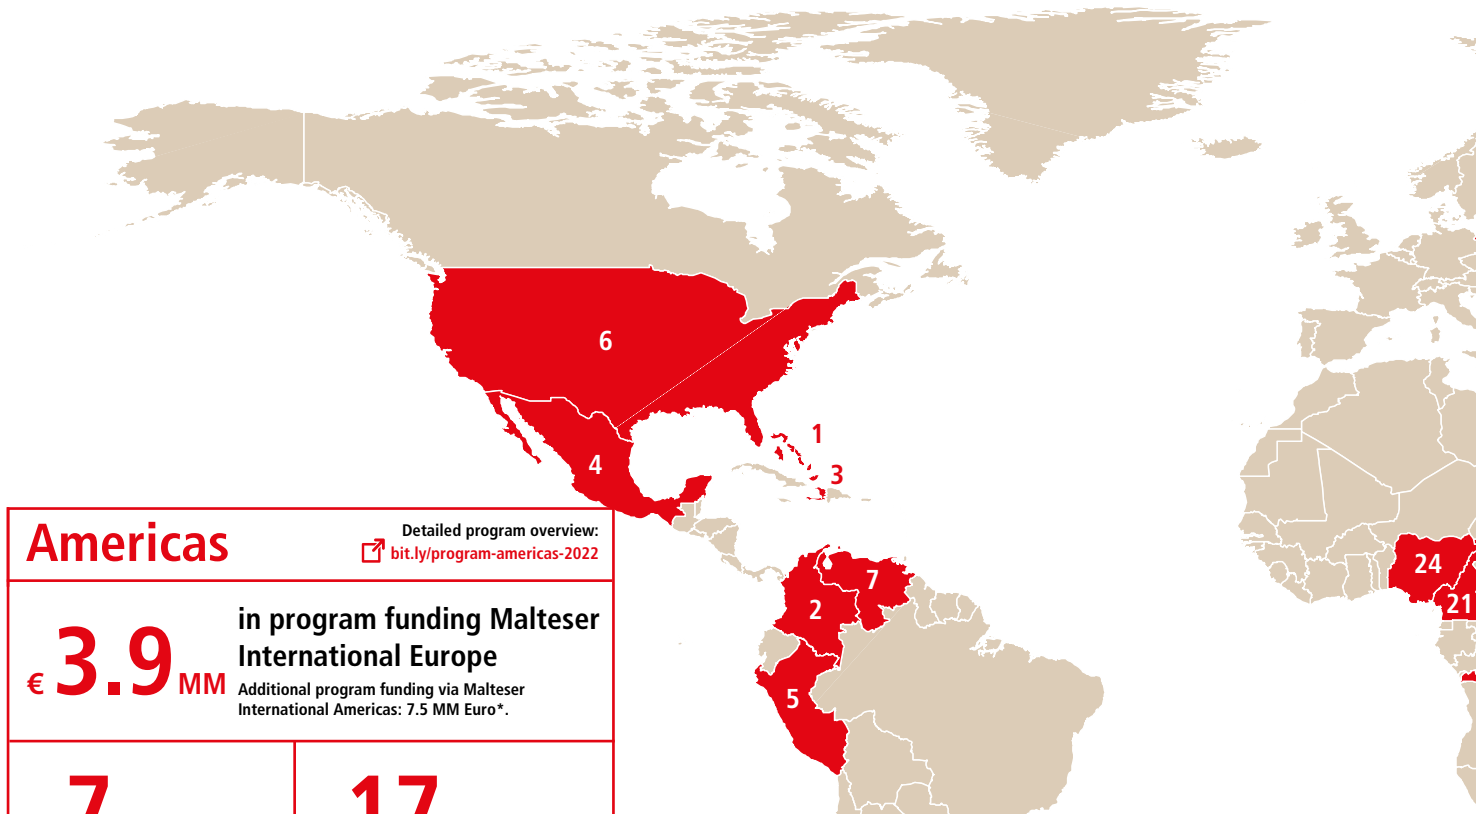 6
1
4
3
Americas
Detailed program overview:
bit.ly/program-americas-2022
7
24
2
21
€ 3.9 MM
in program funding Malteser
International Europe
Additional program funding via Malteser
International Americas: 7.5 MM Euro*.
5
7
17